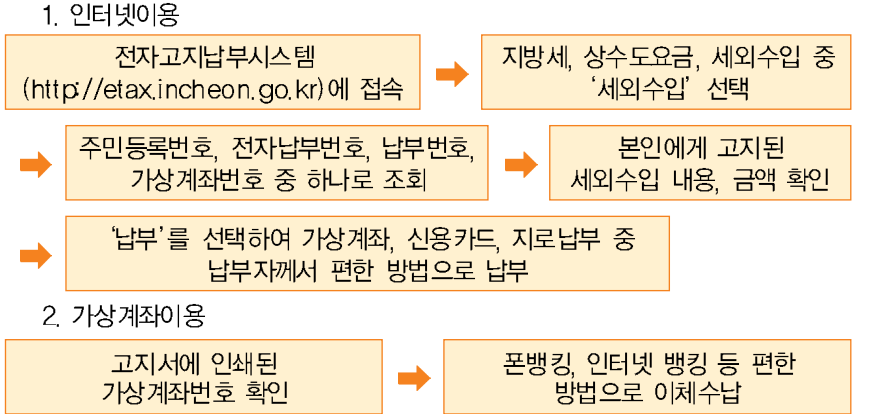 1. 인터넷이용
전자고지납부시스템
(http://etax.incheon.go.kr)에 접속
지방세, 상수도요금, 세외수입 중
‘세외수입’ 선택
주민등록번호, 전자납부번호, 납부번호,
가상계좌번호 중 하나로 조회
본인에게 고지된
세외수입 내용, 금액 확인
‘납부’를 선택하여 가상계좌, 신용카드, 지로납부 중
납부자께서 편한 방법으로 납부
2. 가상계좌이용
고지서에 인쇄된
가상계좌번호 확인
폰뱅킹, 인터넷 뱅킹 등 편한
방법으로 이체수납